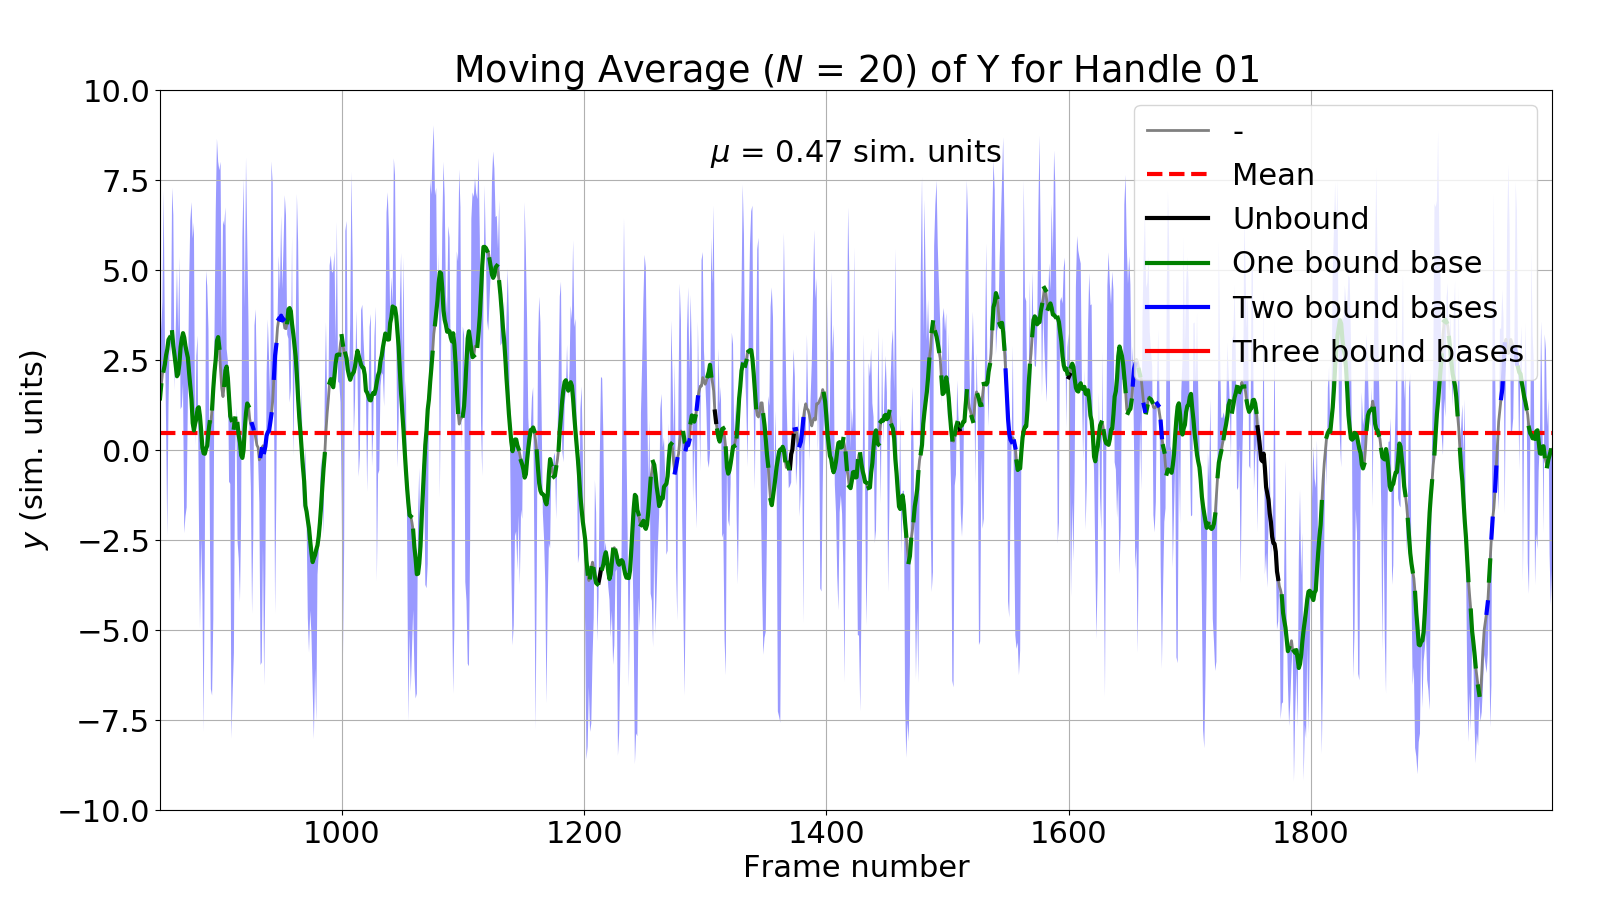 Moving Average (N = 20) of Y for Handle 01
μ = 0.47 sim. units
-
Mean
Unbound
One bound base
Two bound bases
Three bound bases
y (sim. units)
10.0
7.5
5.0
2.5
0.0
−2.5
−5.0
−7.5
−10.0
1000 1200 1400 1600 1800
Frame number